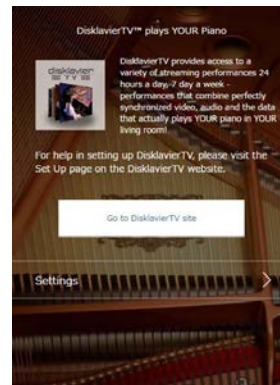 DisklavierTV™ plays YOUR Piano
disklavier
TV
DisklavierTV provides access to a
variety of streaming performances 24
hours a day, 7 day a week -
performances that combine perfectly
synchronized video, audio and the data
that actually plays YOUR piano in YOUR
living room!
For help in setting up DisklavierTV, please visit the
Set Up page on the DisklavierTV website.
Go to DisklavierTV site
Settings